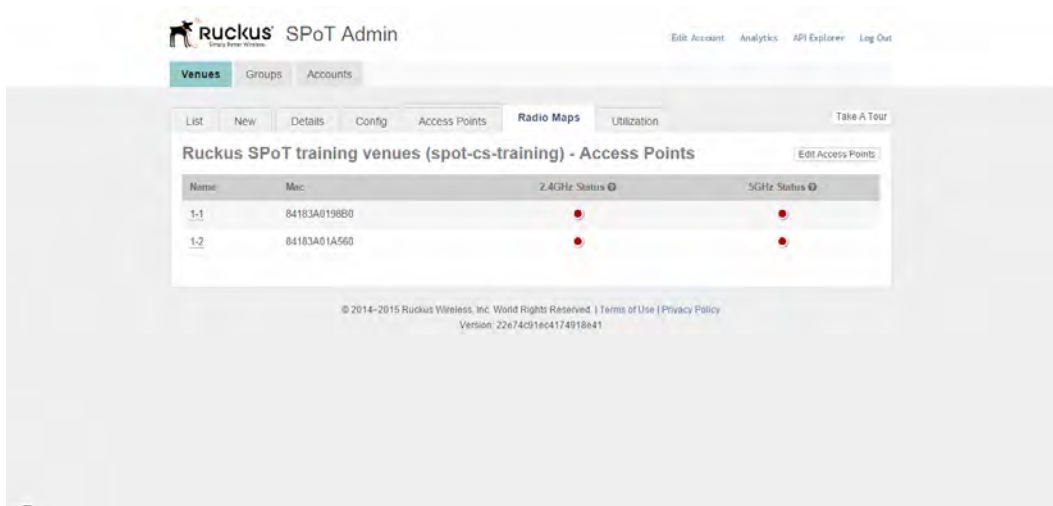 Ruckus SPoT Admin
Simply Better Wireless.
Edit Account Analytics API Explorer Log Out
Venues Groups Accounts
List New Details Config Access Points Radio Maps Utilization Take A Tour
Ruckus SPoT training venues (spot-cs-training) - Access Points Edit Access Points
Name Mac 2.4GHz Status 5GHz Status
1-1 84183A0198B0
1-2 84183A01A560
© 2014–2015 Ruckus Wireless, Inc. World Rights Reserved. | Terms of Use | Privacy Policy
Version: 22e74c91ec4174918e41